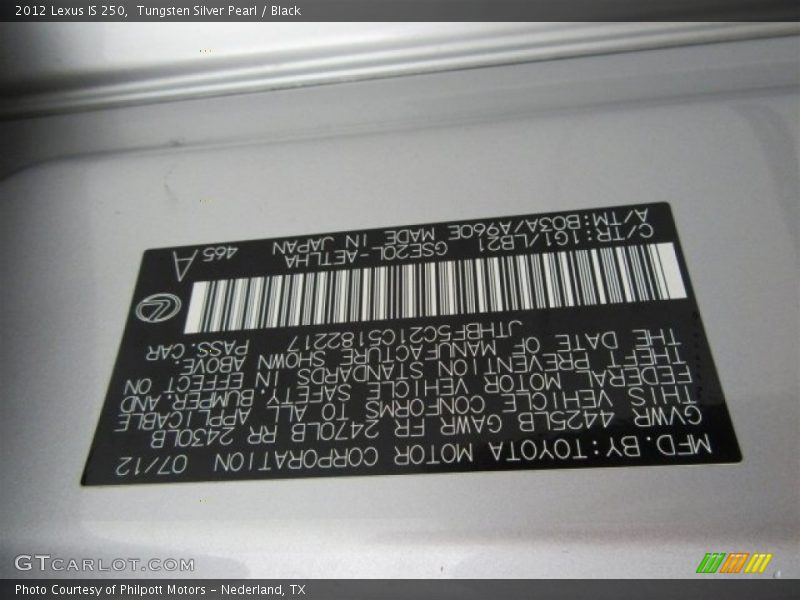 2012 Lexus IS 250,  Tungsten Silver Pearl / Black
MFD.BY:TOYOTA MOTOR CORPORATION 07/12
GVWR 4425LB GAWR FR 2470LB RR 2430LB
THIS VEHICLE CONFORMS TO ALL APPLICABLE
FEDERAL MOTOR VEHICLE SAFETY, BUMPER, AND
THEFT PREVENTION STANDARDS IN EFFECT ON
THE DATE OF MANUFACTURE SHOWN ABOVE.
JTHBF5C21C5182217 PASS.CAR
C/TR:1G1/LB21 GSE20L-AETLHA
A/TM:B03A/A960E MADE IN JAPAN 465 A
GTCARLOT.COM
Photo Courtesy of Philpott Motors - Nederland, TX